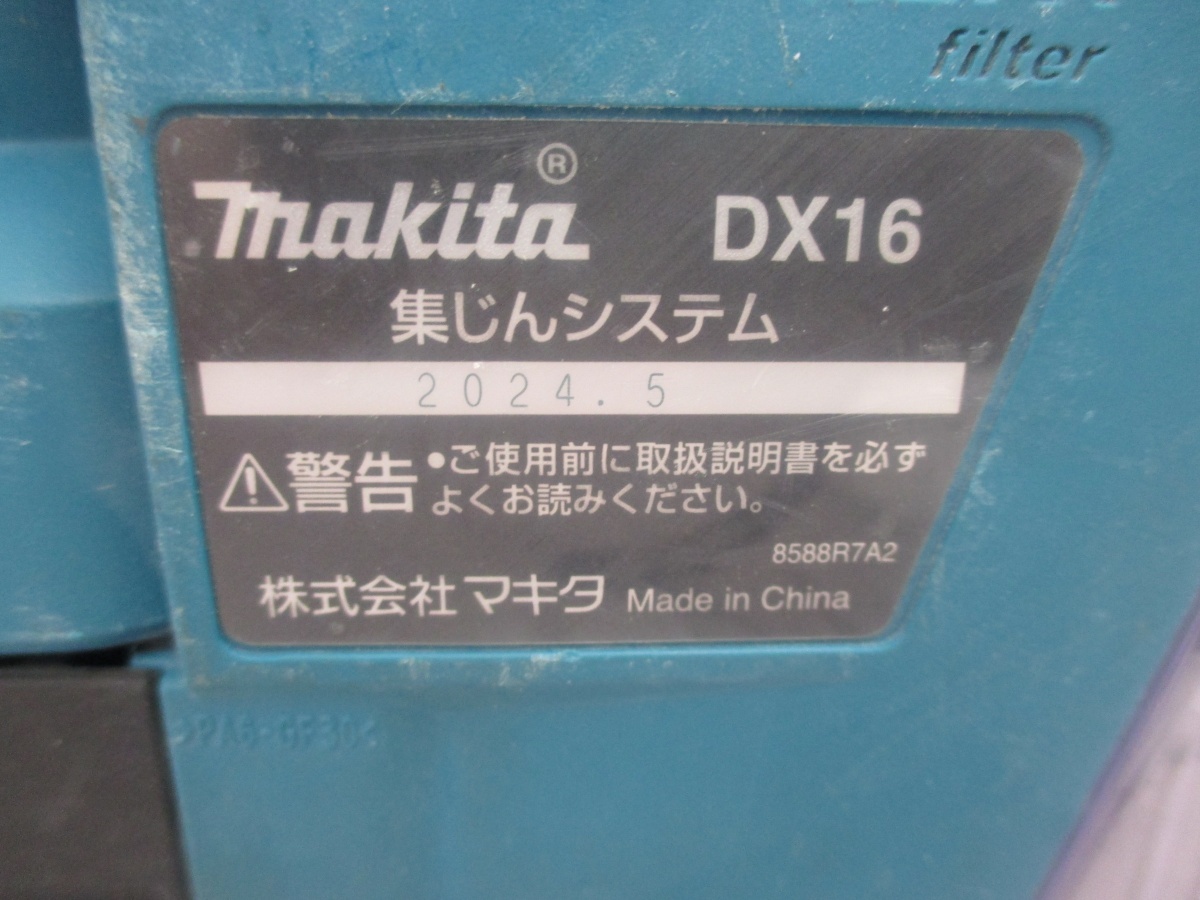 filter
makita®
DX16
集じんシステム
2024.5
警告
●ご使用前に取扱説明書を必ず
よくお読みください。
8588R7A2
株式会社マキタ Made in China
>PA6-GF30<